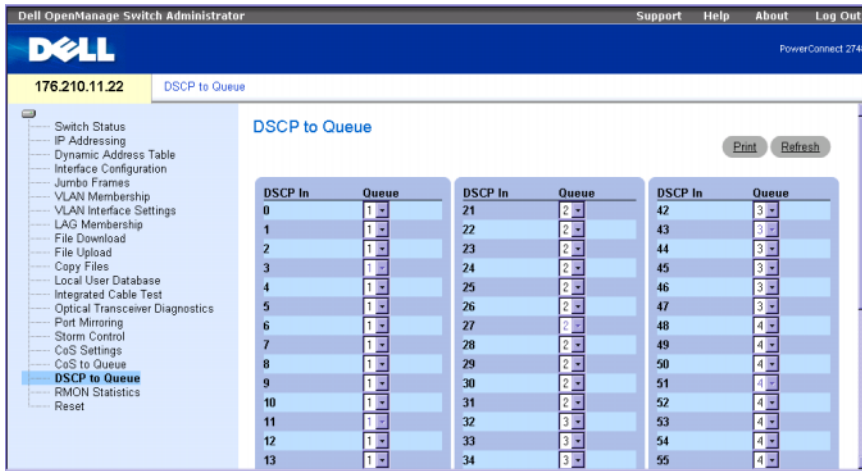 Dell OpenManage Switch Administrator Support Help About Log Out
DELL PowerConnect 274
176.210.11.22 DSCP to Queue
Switch Status
IP Addressing
Dynamic Address Table
Interface Configuration
Jumbo Frames
VLAN Membership
VLAN Interface Settings
LAG Membership
File Download
File Upload
Copy Files
Local User Database
Integrated Cable Test
Optical Transceiver Diagnostics
Port Mirroring
Storm Control
CoS Settings
CoS to Queue
DSCP to Queue
RMON Statistics
Reset
DSCP to Queue
Print Refresh
DSCP In Queue DSCP In Queue DSCP In Queue
0 1 21 2 42 3
1 1 22 2 43 3
2 1 23 2 44 3
3 1 24 2 45 3
4 1 25 2 46 3
5 1 26 2 47 3
6 1 27 2 48 4
7 1 28 2 49 4
8 1 29 2 50 4
9 1 30 2 51 4
10 1 31 2 52 4
11 1 32 3 53 4
12 1 33 3 54 4
13 1 34 3 55 4